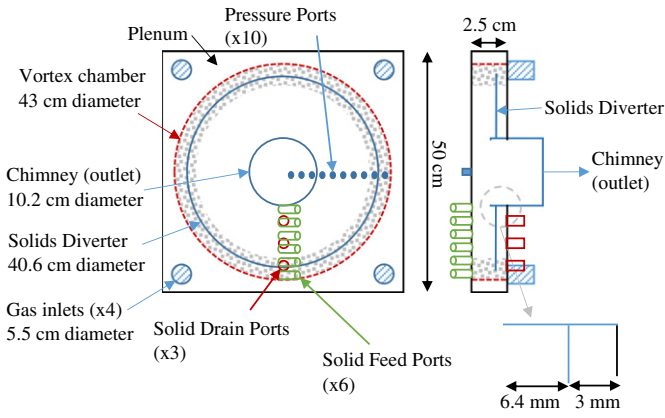 Plenum
Pressure Ports
(x10)
2.5 cm
Vortex chamber
43 cm diameter
Solids Diverter
Chimney (outlet)
10.2 cm diameter
50 cm
Chimney
(outlet)
Solids Diverter
40.6 cm diameter
Gas inlets (x4)
5.5 cm diameter
Solid Drain Ports
(x3)
Solid Feed Ports
(x6)
6.4 mm
3 mm